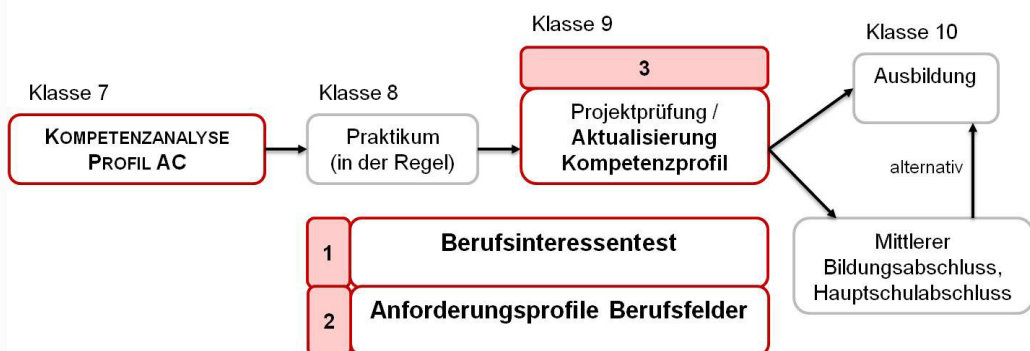 Klasse 7
KOMPETENZANALYSE
PROFIL AC
Klasse 8
Praktikum
(in der Regel)
Klasse 9
3
Projektprüfung /
Aktualisierung
Kompetenzprofil
Klasse 10
Ausbildung
alternativ
Mittlerer
Bildungsabschluss,
Hauptschulabschluss
1
Berufsinteressentest
2
Anforderungsprofile Berufsfelder